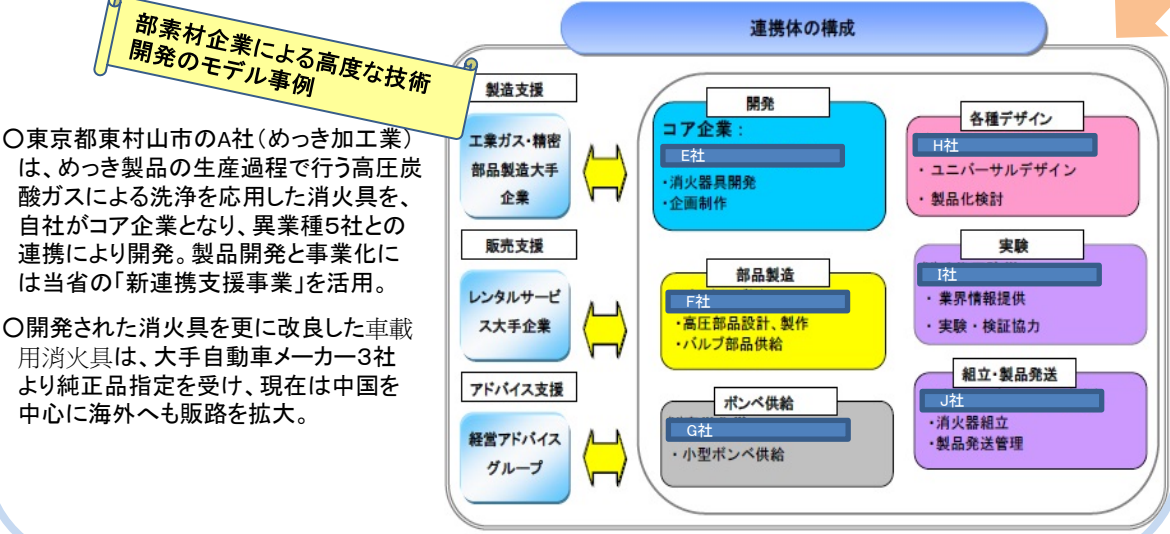 部素材企業による高度な技術
開発のモデル事例
〇東京都東村山市のA社(めっき加工業)
は、めっき製品の生産過程で行う高圧炭
酸ガスによる洗浄を応用した消火具を、
自社がコア企業となり、異業種5社との
連携により開発。製品開発と事業化に
は当省の「新連携支援事業」を活用。
〇開発された消火具を更に改良した車載
用消火具は、大手自動車メーカー3社
より純正品指定を受け、現在は中国を
中心に海外へも販路を拡大。
連携体の構成
製造支援
工業ガス・精密
部品製造大手
企業
販売支援
レンタルサービ
ス大手企業
アドバイス支援
経営アドバイス
グループ
開発
コア企業:
E社
・消火器具開発
・企画制作
部品製造
F社
・高圧部品設計、製作
・バルブ部品供給
ボンベ供給
G社
・小型ボンベ供給
各種デザイン
H社
・ユニバーサルデザイン
・製品化検討
実験
I社
・業界情報提供
・実験・検証協力
組立・製品発送
J社
・消火器組立
・製品発送管理